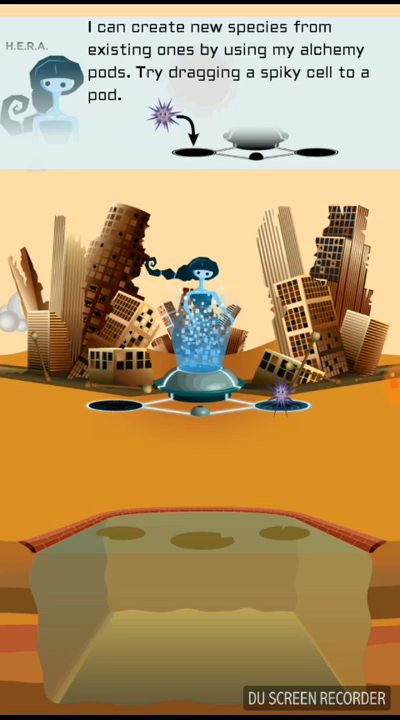 I can create new species from
H.E.R.A.
existing ones by using my alchemy
pods. Try dragging a spiky cell to a
pod.
DU SCREEN RECORDER